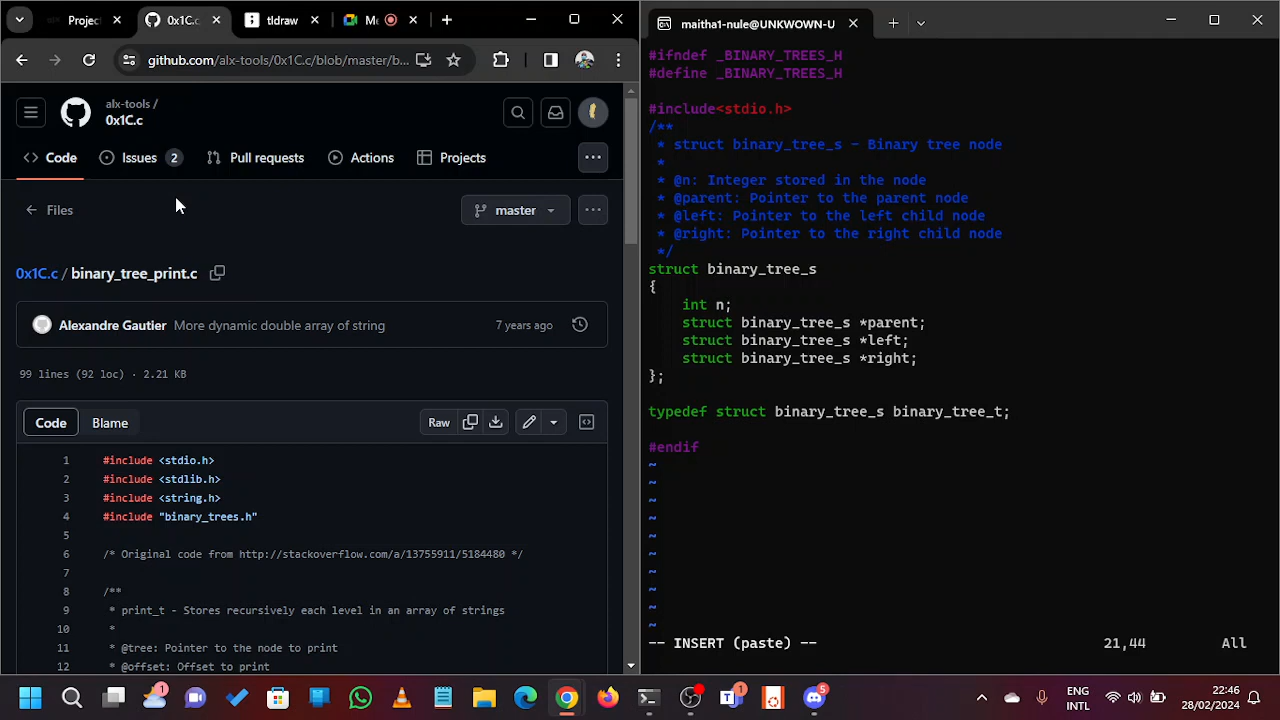 Project
0x1C.c
tldraw
maitha1-nule@UNKWOWN-U
github.com/alx-tools/0x1C.c/blob/master/b...
alx-tools /
0x1C.c
Code
Issues 2
Pull requests
Actions
Projects
Files
master
0x1C.c / binary_tree_print.c
Alexandre Gautier More dynamic double array of string 7 years ago
99 lines (92 loc) · 2.21 KB
Code
Blame
Raw
1 #include <stdio.h>
2 #include <stdlib.h>
3 #include <string.h>
4 #include "binary_trees.h"
5
6 /* Original code from http://stackoverflow.com/a/13755911/5184480 */
7
8 /**
9 * print_t - Stores recursively each level in an array of strings
10 *
11 * @tree: Pointer to the node to print
12 * @offset: Offset to print
#ifndef _BINARY_TREES_H
#define _BINARY_TREES_H
#include<stdio.h>
/**
* struct binary_tree_s - Binary tree node
*
* @n: Integer stored in the node
* @parent: Pointer to the parent node
* @left: Pointer to the left child node
* @right: Pointer to the right child node
*/
struct binary_tree_s
{
int n;
struct binary_tree_s *parent;
struct binary_tree_s *left;
struct binary_tree_s *right;
};
typedef struct binary_tree_s binary_tree_t;
#endif
~
~
~
~
~
~
~
~
~
~
-- INSERT (paste) -- 21,44 All
1
1
5
ENG
INTL
22:46
28/02/2024